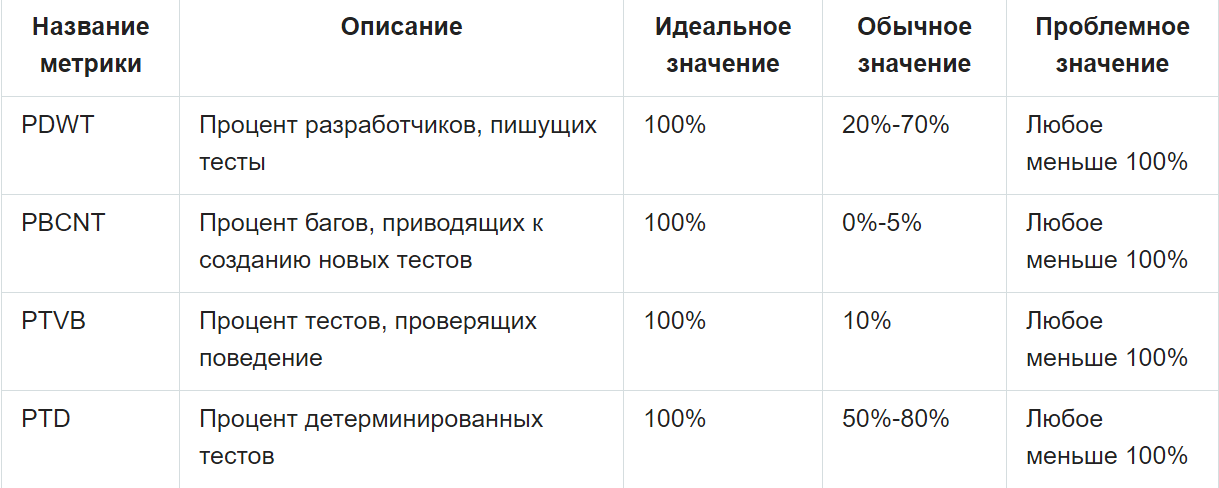 Название метрики
Описание
Идеальное значение
Обычное значение
Проблемное значение
PDWT
Процент разработчиков, пишущих
тесты
100%
20%-70%
Любое
меньше 100%
PBCNT
Процент багов, приводящих к
созданию новых тестов
100%
0%-5%
Любое
меньше 100%
PTVB
Процент тестов, проверящих
поведение
100%
10%
Любое
меньше 100%
PTD
Процент детерминированных
тестов
100%
50%-80%
Любое
меньше 100%